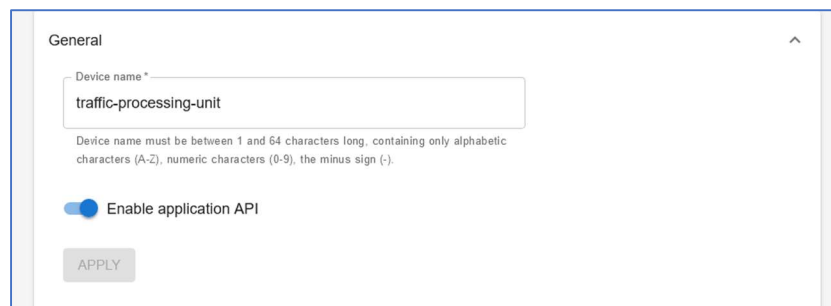 General
Device name *
traffic-processing-unit
Device name must be between 1 and 64 characters long, containing only alphabetic
characters (A-Z), numeric characters (0-9), the minus sign (-).
Enable application API
APPLY